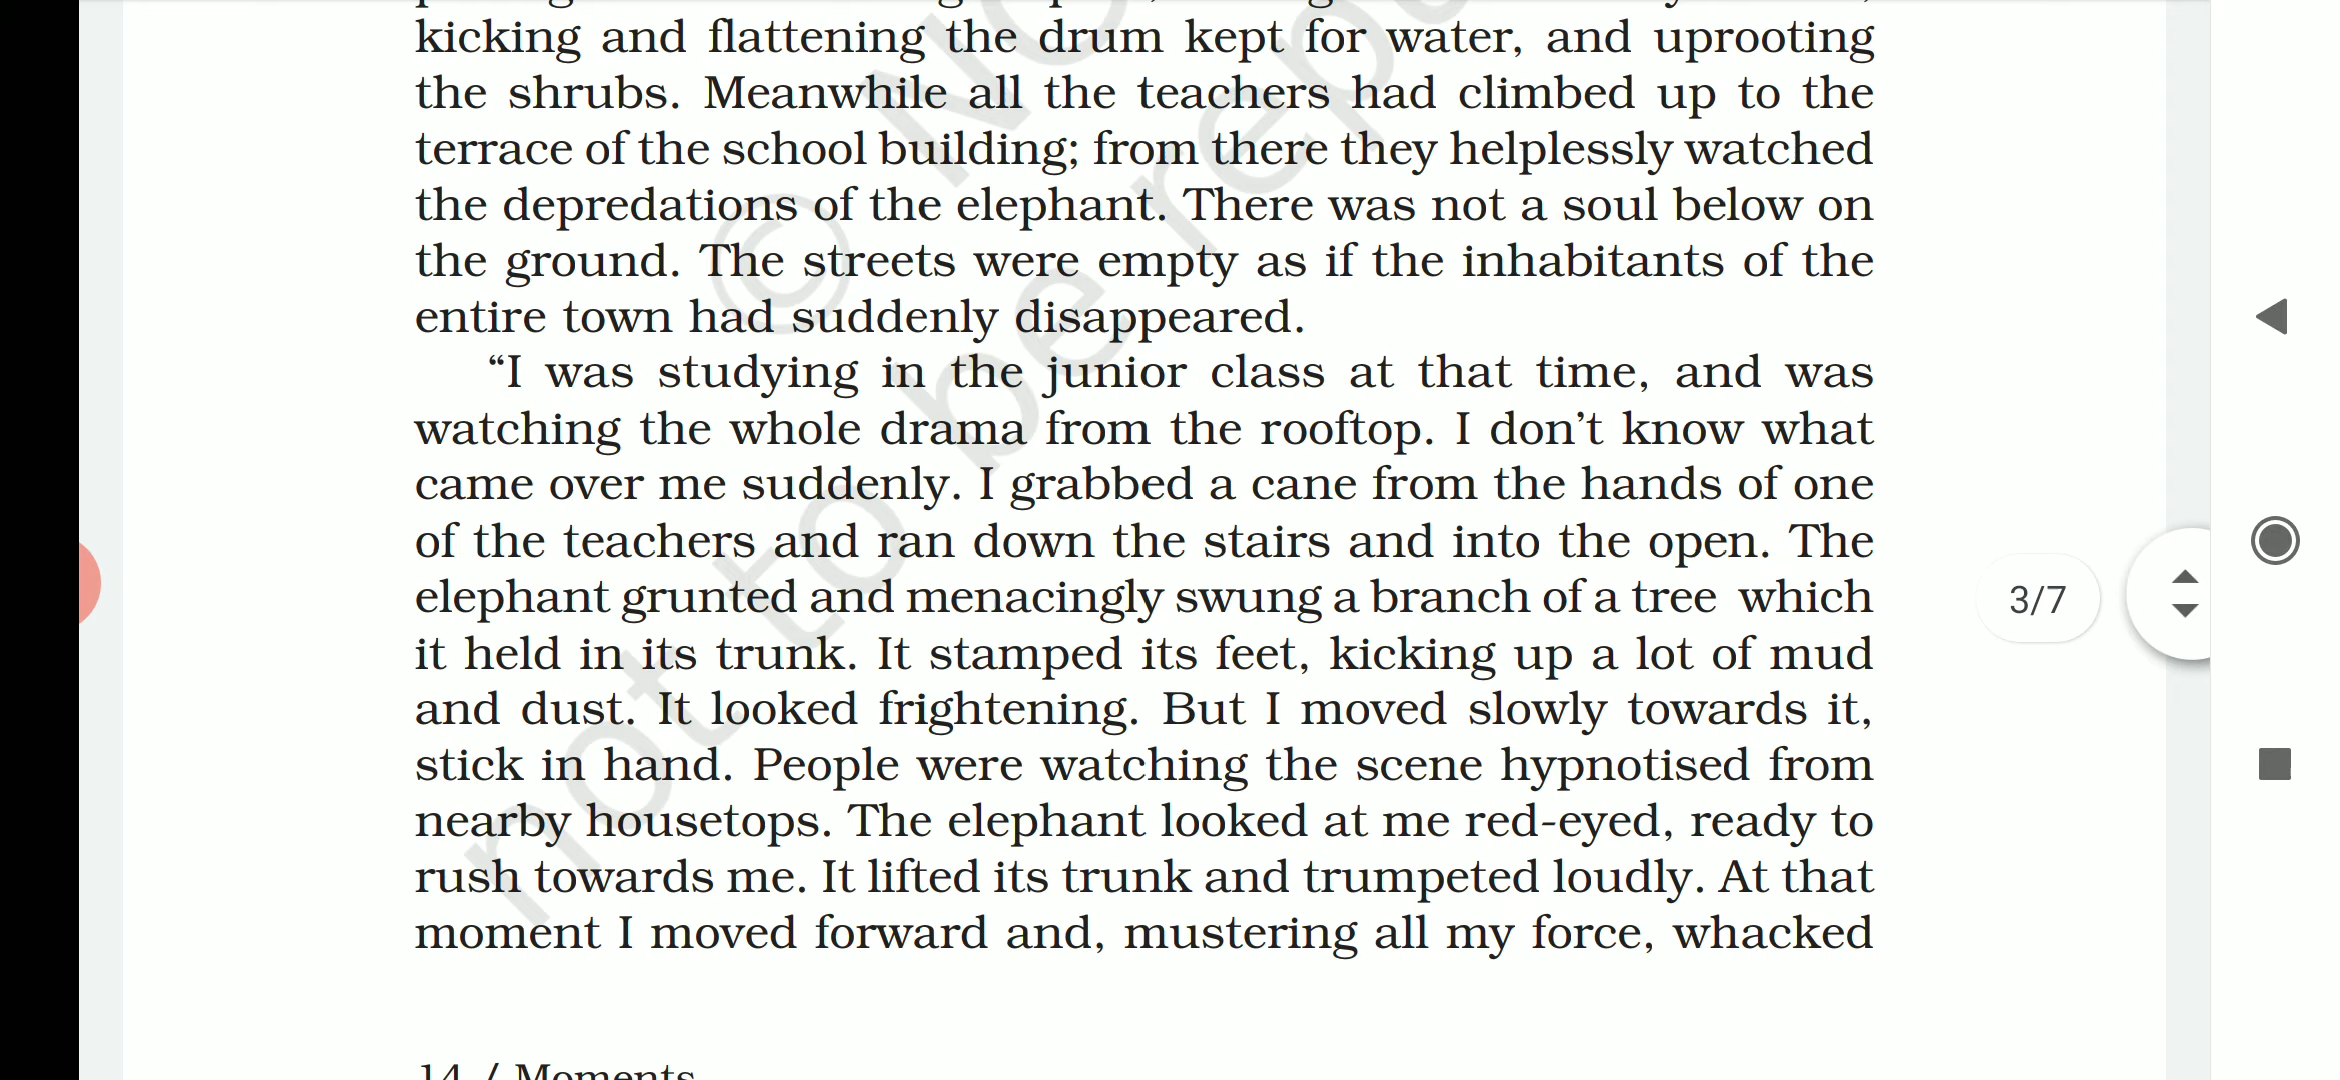 kicking and flattening the drum kept for water, and uprooting
the shrubs. Meanwhile all the teachers had climbed up to the
terrace of the school building; from there they helplessly watched
the depredations of the elephant. There was not a soul below on
the ground. The streets were empty as if the inhabitants of the
entire town had suddenly disappeared.
“I was studying in the junior class at that time, and was
watching the whole drama from the rooftop. I don’t know what
came over me suddenly. I grabbed a cane from the hands of one
of the teachers and ran down the stairs and into the open. The
elephant grunted and menacingly swung a branch of a tree which
it held in its trunk. It stamped its feet, kicking up a lot of mud
and dust. It looked frightening. But I moved slowly towards it,
stick in hand. People were watching the scene hypnotised from
nearby housetops. The elephant looked at me red-eyed, ready to
rush towards me. It lifted its trunk and trumpeted loudly. At that
moment I moved forward and, mustering all my force, whacked
14 / Moments
3/7
not to be rep
© NC